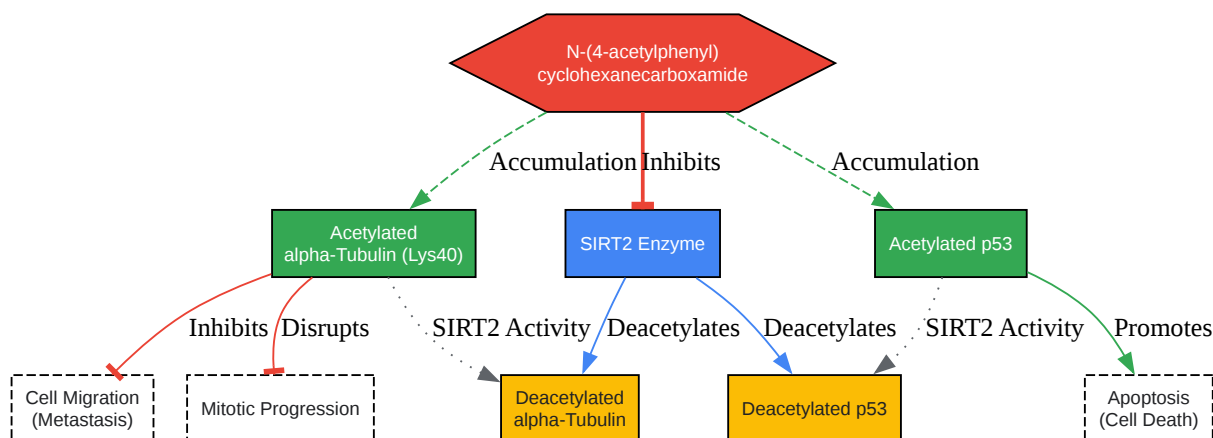 N-(4-acetylphenyl)
cyclohexanecarboxamide
Accumulation
Inhibits
Accumulation
Acetylated
alpha-Tubulin (Lys40)
SIRT2 Enzyme
Acetylated p53
Inhibits
Disrupts
SIRT2 Activity
Deacetylates
Deacetylates
SIRT2 Activity
Promotes
Cell Migration
(Metastasis)
Mitotic Progression
Deacetylated
alpha-Tubulin
Deacetylated p53
Apoptosis
(Cell Death)